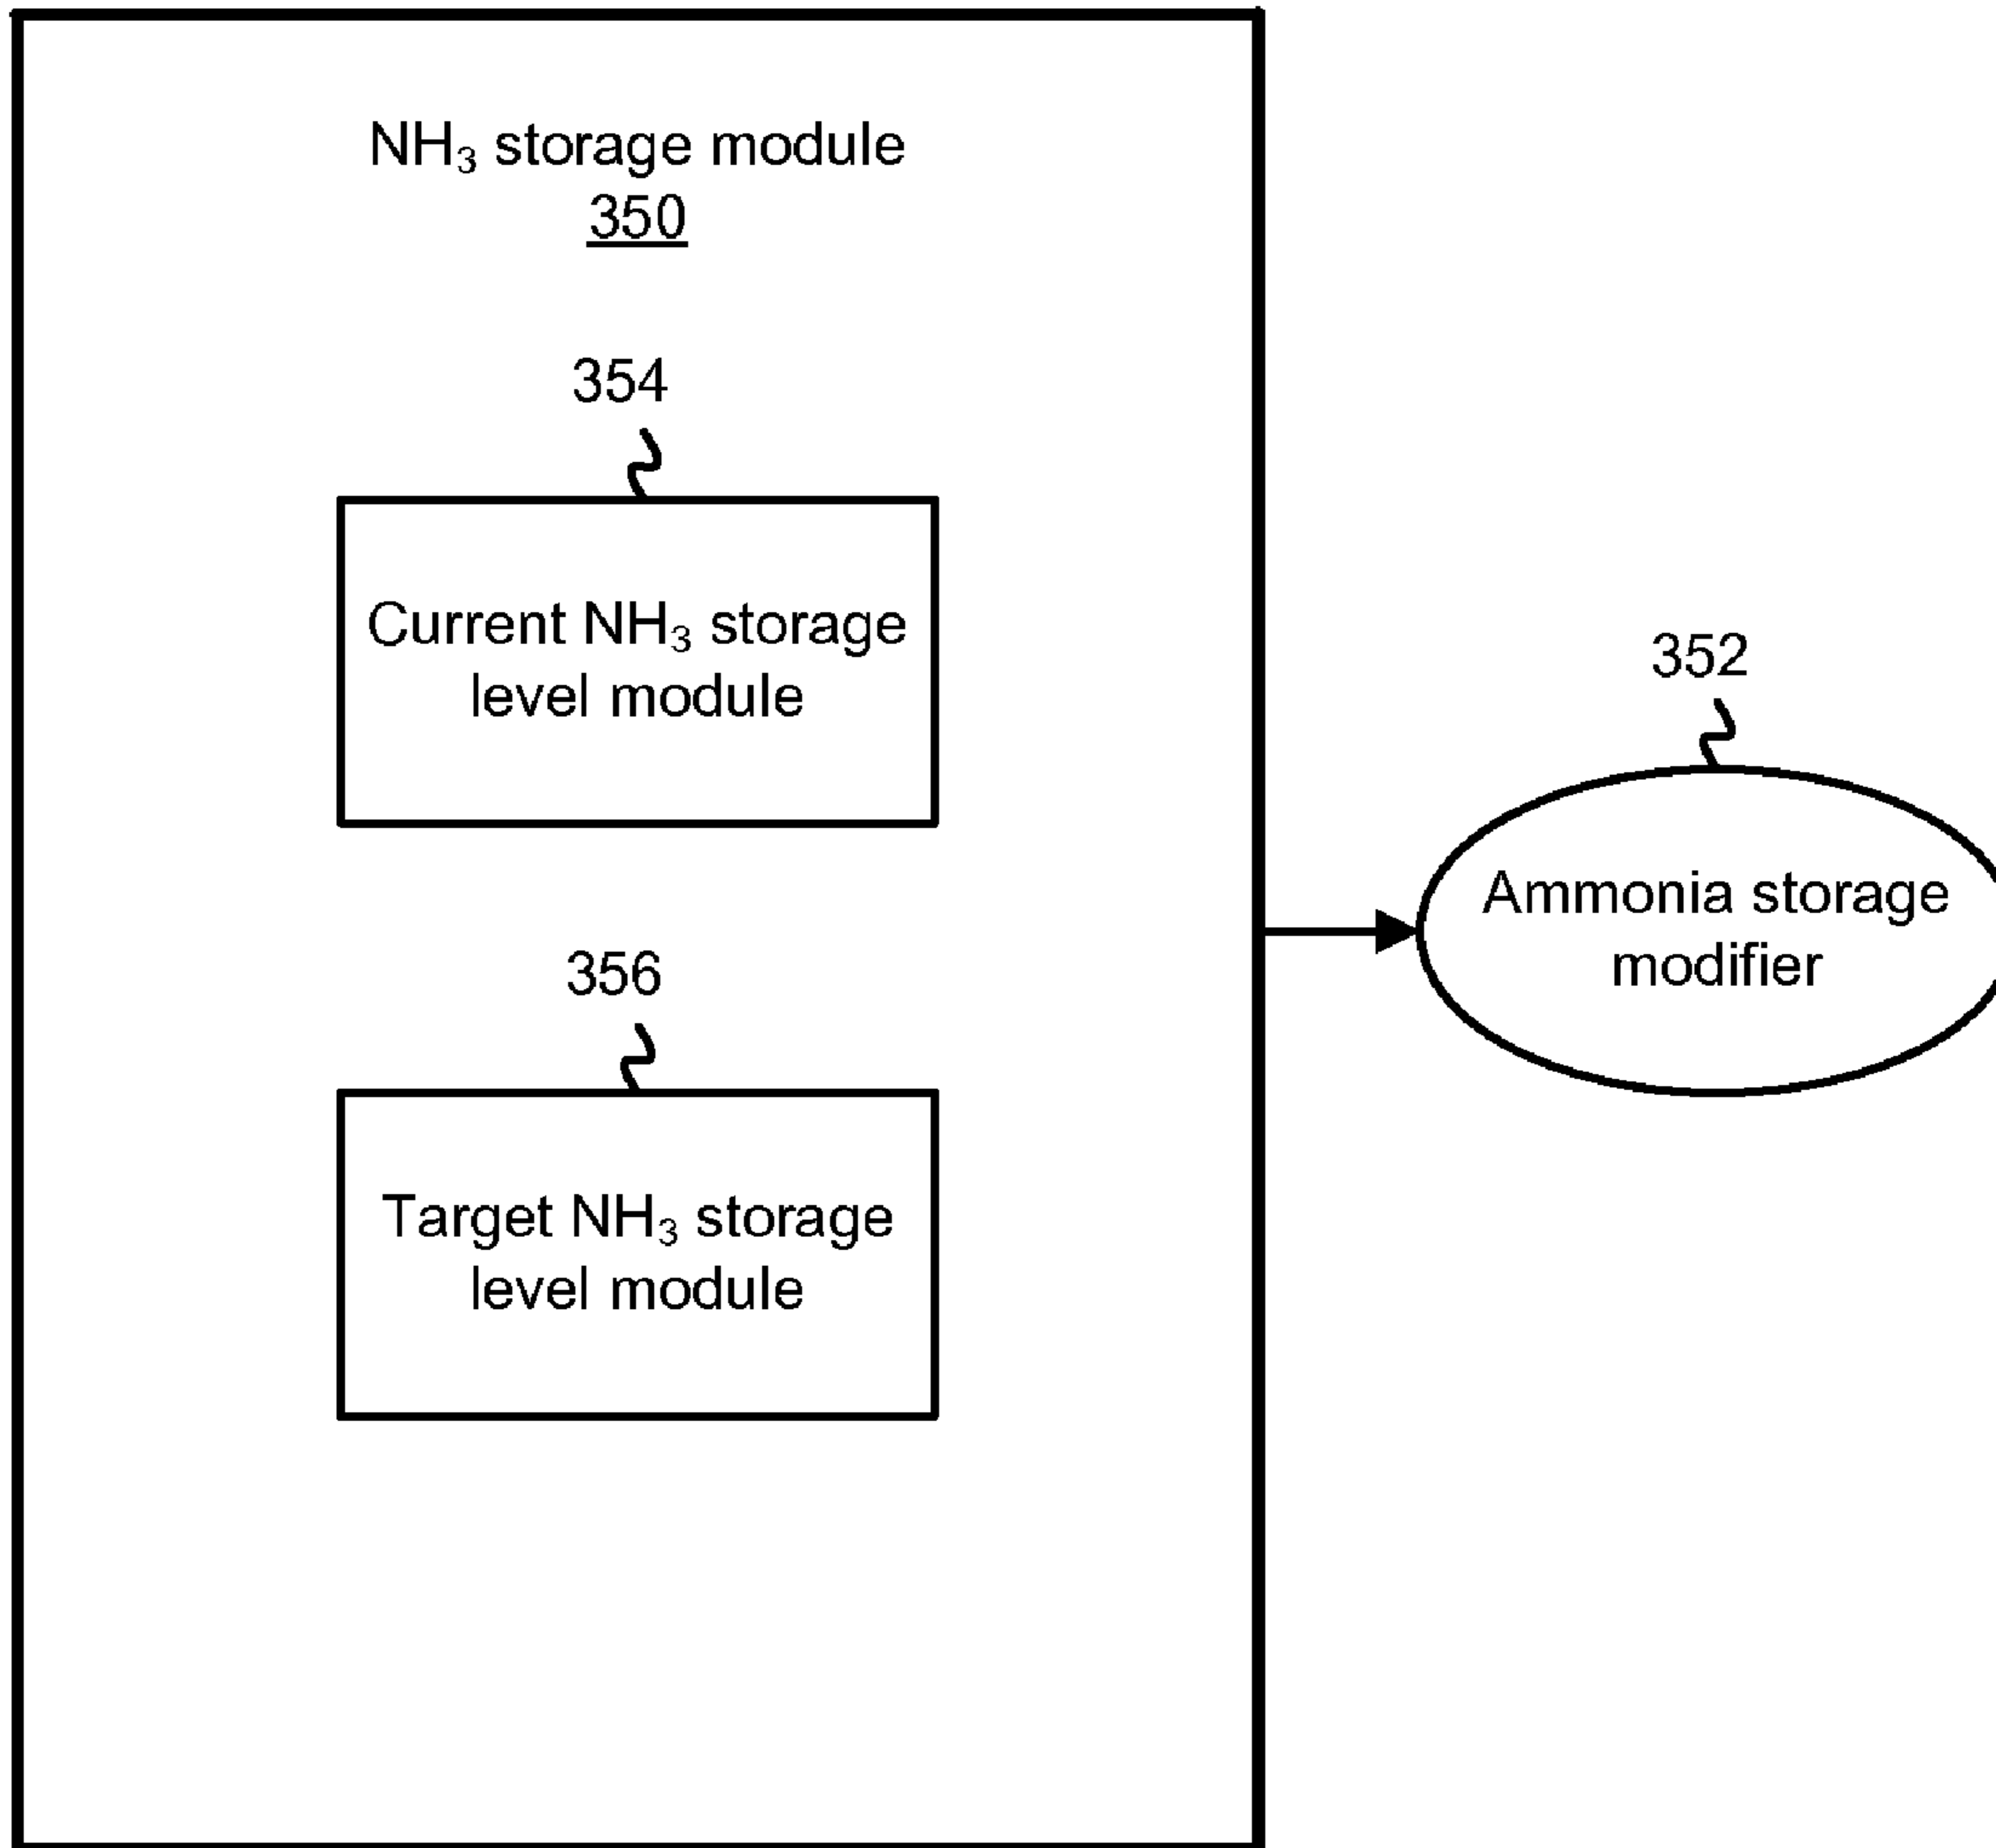 NH₃ storage module
350
354
Current NH₃ storage
level module
352
Ammonia storage
modifier
356
Target NH₃ storage
level module